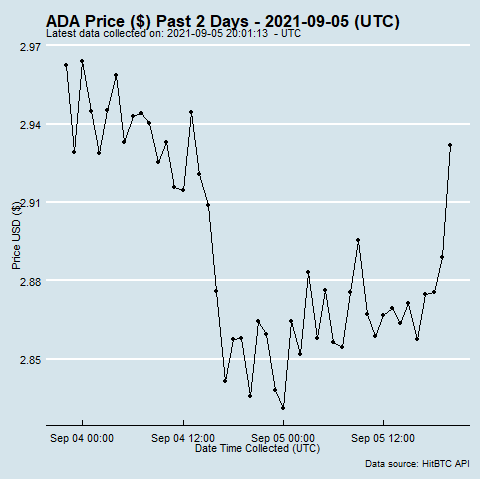 ADA Price ($) Past 2 Days - 2021-09-05 (UTC)
Latest data collected on: 2021-09-05 20:01:13  - UTC
2.97
2.94
2.91
2.88
2.85
Price USD ($)
Sep 04 00:00
Sep 04 12:00
Sep 05 00:00
Sep 05 12:00
Date Time Collected (UTC)
Data source: HitBTC API